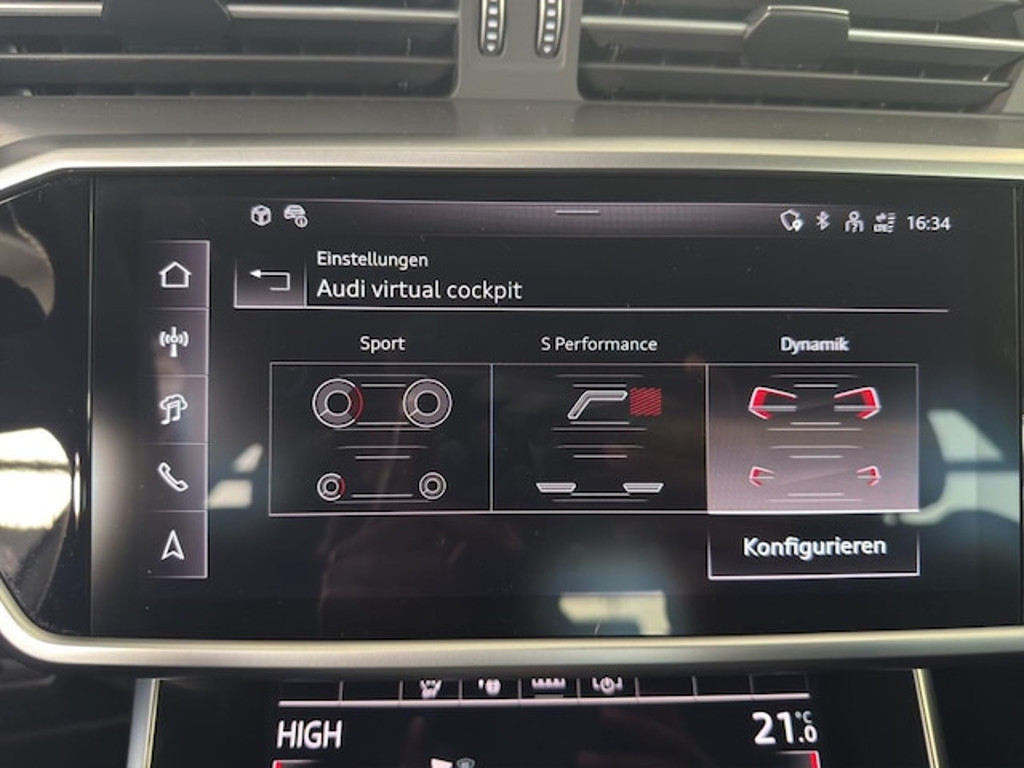 16:34
Einstellungen
Audi virtual cockpit
Sport S Performance Dynamik
Konfigurieren
HIGH 21.0 °C